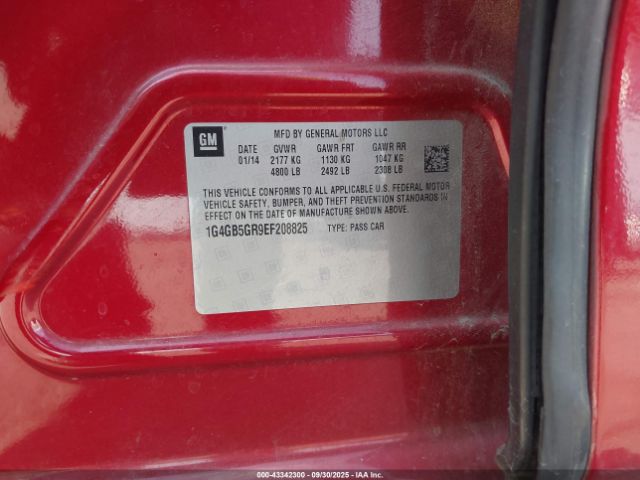 GM
MFD BY GENERAL MOTORS LLC
DATE GVWR GAWR FRT GAWR RR
01/14 2177 KG 1130 KG 1047 KG
4800 LB 2492 LB 2308 LB
THIS VEHICLE CONFORMS TO ALL APPLICABLE U.S. FEDERAL MOTOR
VEHICLE SAFETY, BUMPER, AND THEFT PREVENTION STANDARDS IN
EFFECT ON THE DATE OF MANUFACTURE SHOWN ABOVE.
1G4GB5GR9EF208825 TYPE: PASS CAR
000-43342300 - 09/30/2025 - IAA Inc.